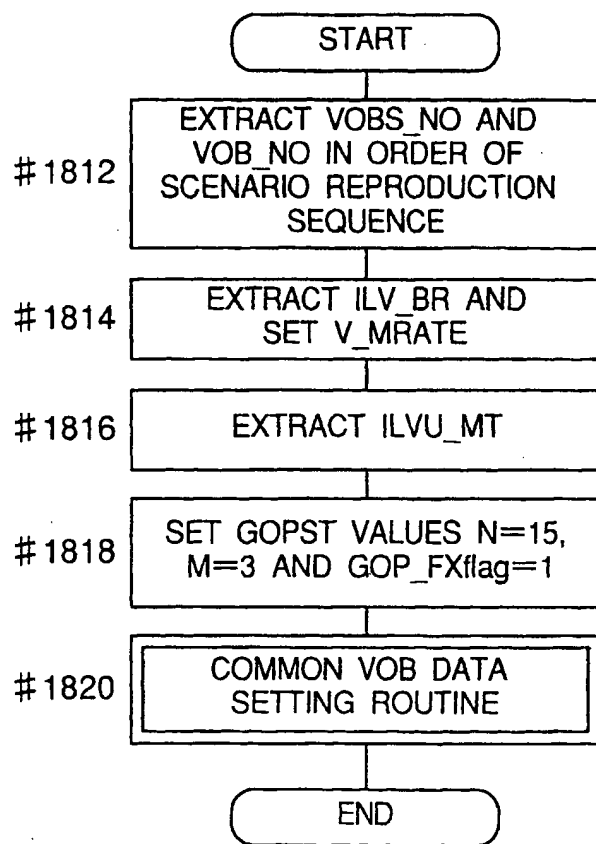 START
#1812
EXTRACT VOBS_NO AND
VOB_NO IN ORDER OF
SCENARIO REPRODUCTION
SEQUENCE
#1814
EXTRACT ILV_BR AND
SET V_MRATE
#1816
EXTRACT ILVU_MT
#1818
SET GOPST VALUES N=15,
M=3 AND GOP_FXflag=1
#1820
COMMON VOB DATA
SETTING ROUTINE
END